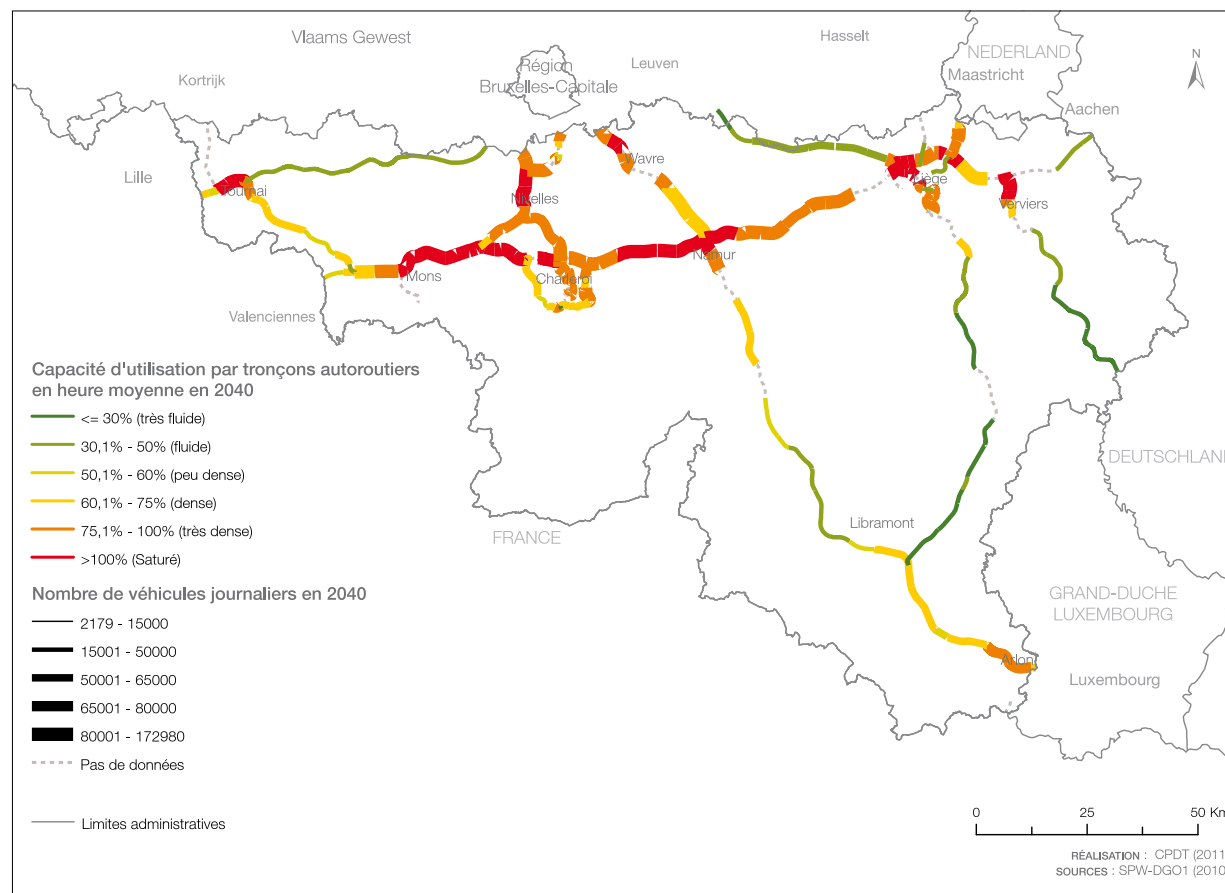 Vlaams Gewest
Hasselt
NEDERLAND
Région
Bruxelles-Capitale
Leuven
Maastricht
N
Kortrijk
Aachen
Lille
Tournai
Wavre
Liège
Nivelles
Verviers
Mons
Charleroi
Namur
Valenciennes
Capacité d'utilisation par tronçons autoroutiers
en heure moyenne en 2040
<= 30% (très fluide)
30,1% - 50% (fluide)
50,1% - 60% (peu dense)
60,1% - 75% (dense)
75,1% - 100% (très dense)
>100% (Saturé)
DEUTSCHLAND
Libramont
FRANCE
Nombre de véhicules journaliers en 2040
2179 - 15000
15001 - 50000
50001 - 65000
65001 - 80000
80001 - 172980
Pas de données
Limites administratives
GRAND-DUCHE
LUXEMBOURG
Arlon
Luxembourg
0 25 50 Km
RÉALISATION : CPDT (2011
SOURCES : SPW-DGO1 (2010